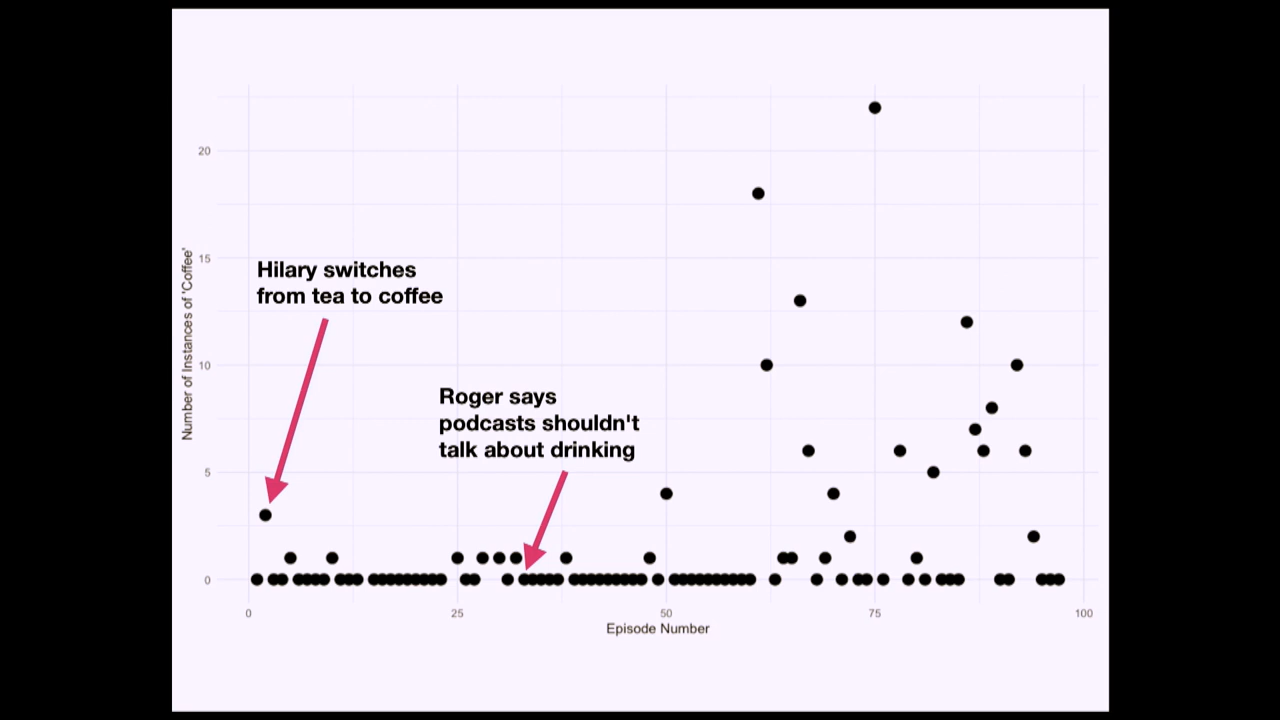 20
15
10
5
0
Number of Instances of 'Coffee'
Hilary switches
from tea to coffee
Roger says
podcasts shouldn't
talk about drinking
0 25 50 75 100
Episode Number